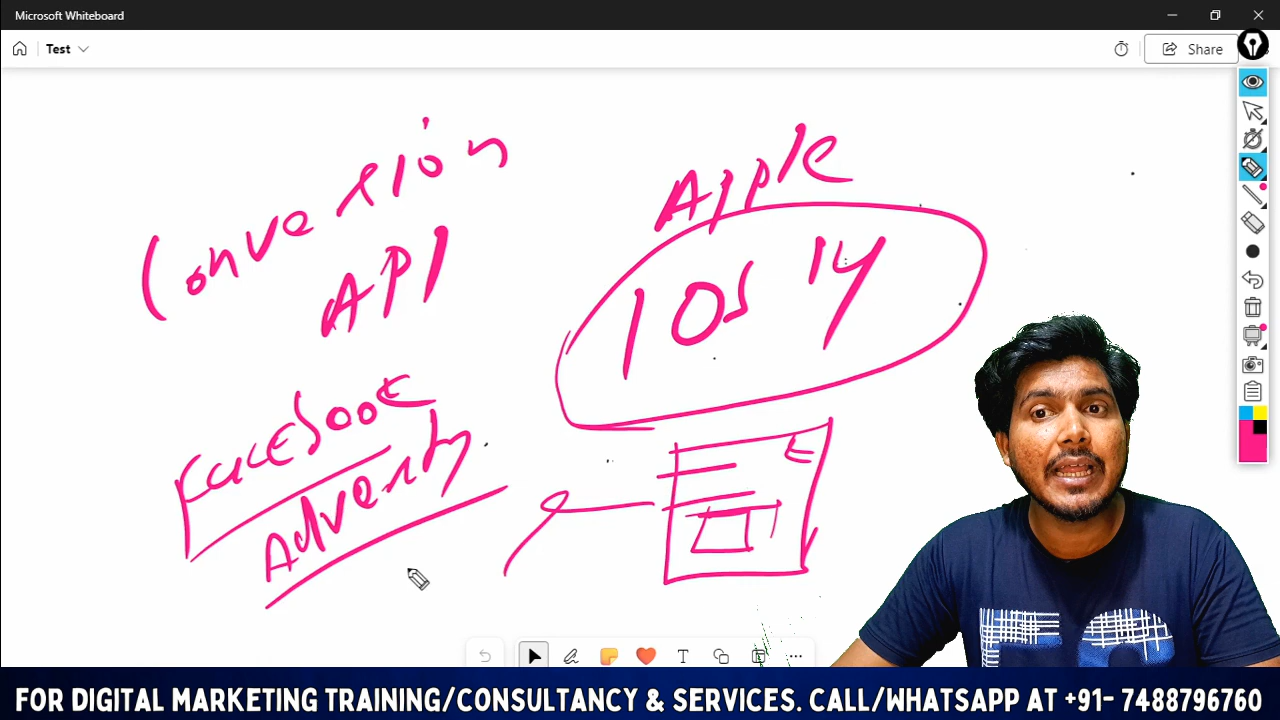 Microsoft Whiteboard
Test
Share
Conversion
API
Apple
IOS 14
Facebook
FOR DIGITAL MARKETING TRAINING/CONSULTANCY & SERVICES. CALL/WHATSAPP AT +91- 7488796760